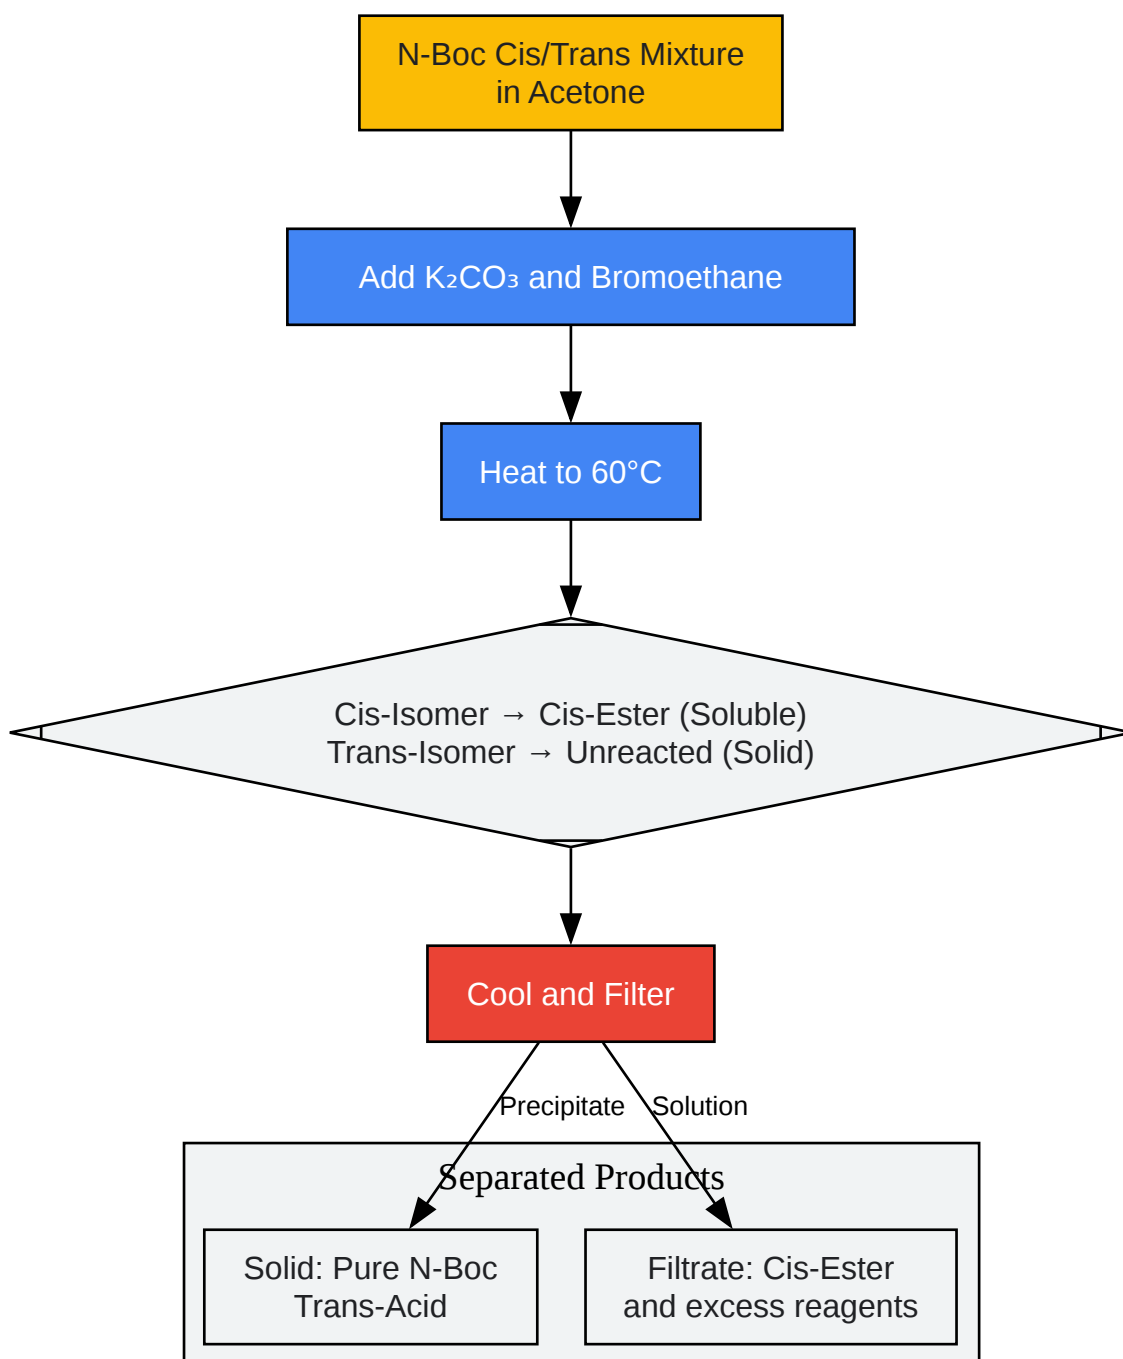 N-Boc Cis/Trans Mixture
in Acetone
Add K₂CO₃ and Bromoethane
Heat to 60°C
Cis-Isomer → Cis-Ester (Soluble)
Trans-Isomer → Unreacted (Solid)
Cool and Filter
Precipitate
Solution
Separated Products
Solid: Pure N-Boc
Trans-Acid
Filtrate: Cis-Ester
and excess reagents